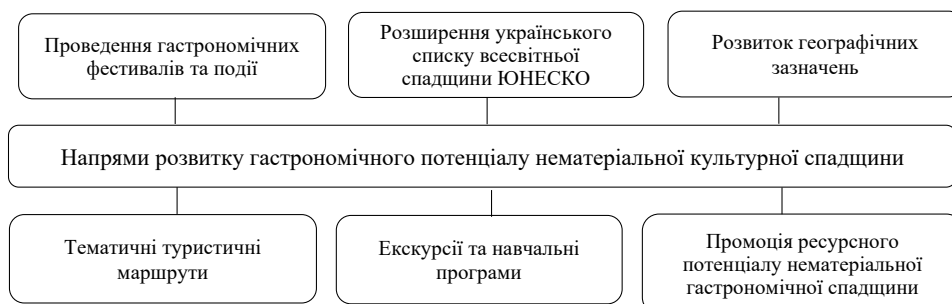 Проведення гастрономічних
фестивалів та події
Розширення українського
списку всесвітньої
спадщини ЮНЕСКО
Розвиток географічних
зазначень
Напрями розвитку гастрономічного потенціалу нематеріальної культурної спадщини
Тематичні туристичні
маршрути
Екскурсії та навчальні
програми
Промоція ресурсного
потенціалу нематеріальної
гастрономічної спадщини